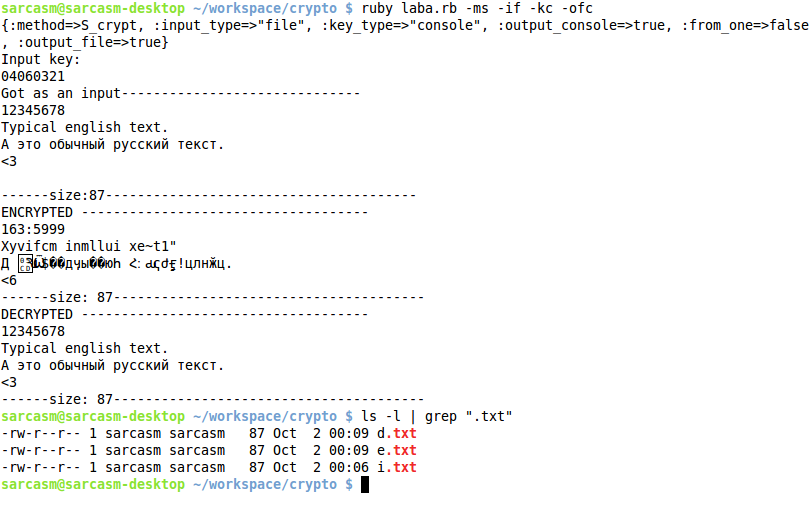 sarcasm@sarcasm-desktop ~/workspace/crypto $ ruby laba.rb -ms -if -kc -ofc
{:method=>S_crypt, :input_type=>"file", :key_type=>"console", :output_console=>true, :from_one=>false
, :output_file=>true}
Input key:
04060321
Got as an input------------------------------
12345678
Typical english text.
А это обычный русский текст.
<3
------size:87---------------------------------------
ENCRYPTED ------------------------------------
163:5999
Xyvifcm inmllui xe~t1"
Д
<6
------size: 87---------------------------------------
DECRYPTED ------------------------------------
12345678
Typical english text.
А это обычный русский текст.
<3
------size: 87---------------------------------------
sarcasm@sarcasm-desktop ~/workspace/crypto $ ls -l | grep ".txt"
-rw-r--r-- 1 sarcasm sarcasm   87 Oct  2 00:09 d.txt
-rw-r--r-- 1 sarcasm sarcasm   87 Oct  2 00:09 e.txt
-rw-r--r-- 1 sarcasm sarcasm   87 Oct  2 00:06 i.txt
sarcasm@sarcasm-desktop ~/workspace/crypto $